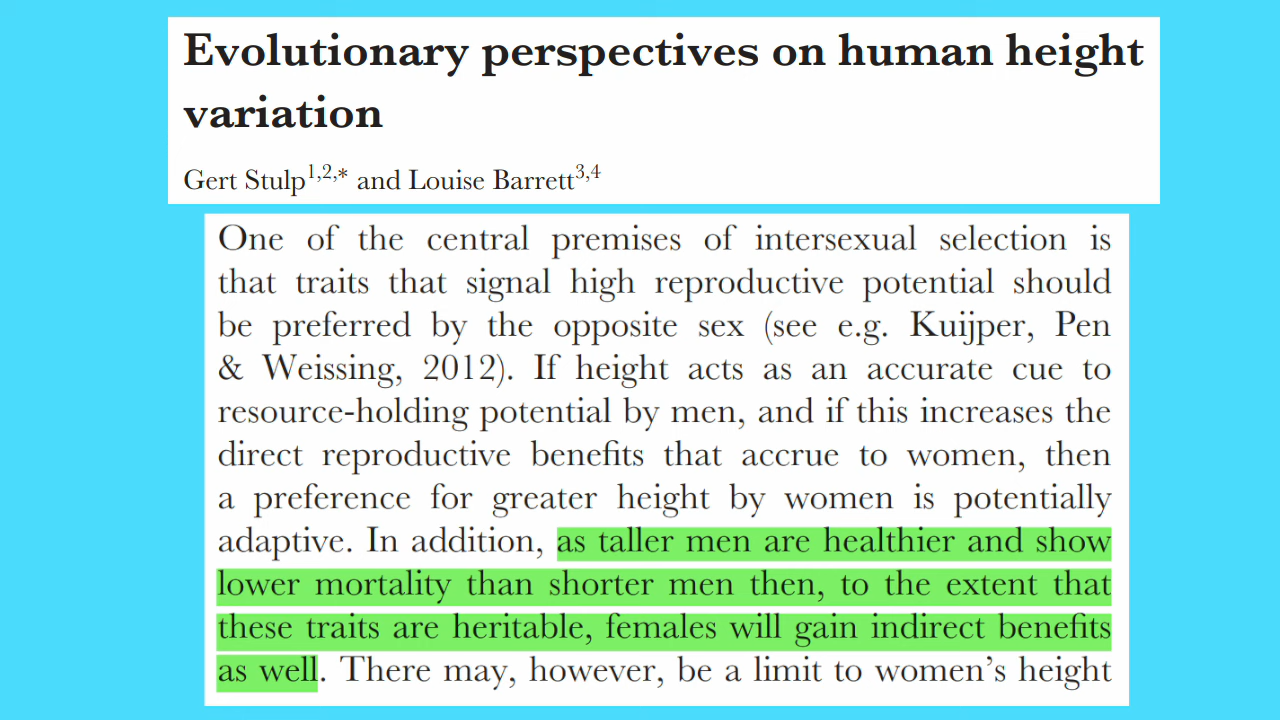 Evolutionary perspectives on human height
variation
Gert Stulp1,2,* and Louise Barrett3,4
One of the central premises of intersexual selection is
that traits that signal high reproductive potential should
be preferred by the opposite sex (see e.g. Kuijper, Pen
& Weissing, 2012). If height acts as an accurate cue to
resource-holding potential by men, and if this increases the
direct reproductive benefits that accrue to women, then
a preference for greater height by women is potentially
adaptive. In addition, as taller men are healthier and show
lower mortality than shorter men then, to the extent that
these traits are heritable, females will gain indirect benefits
as well. There may, however, be a limit to women’s height